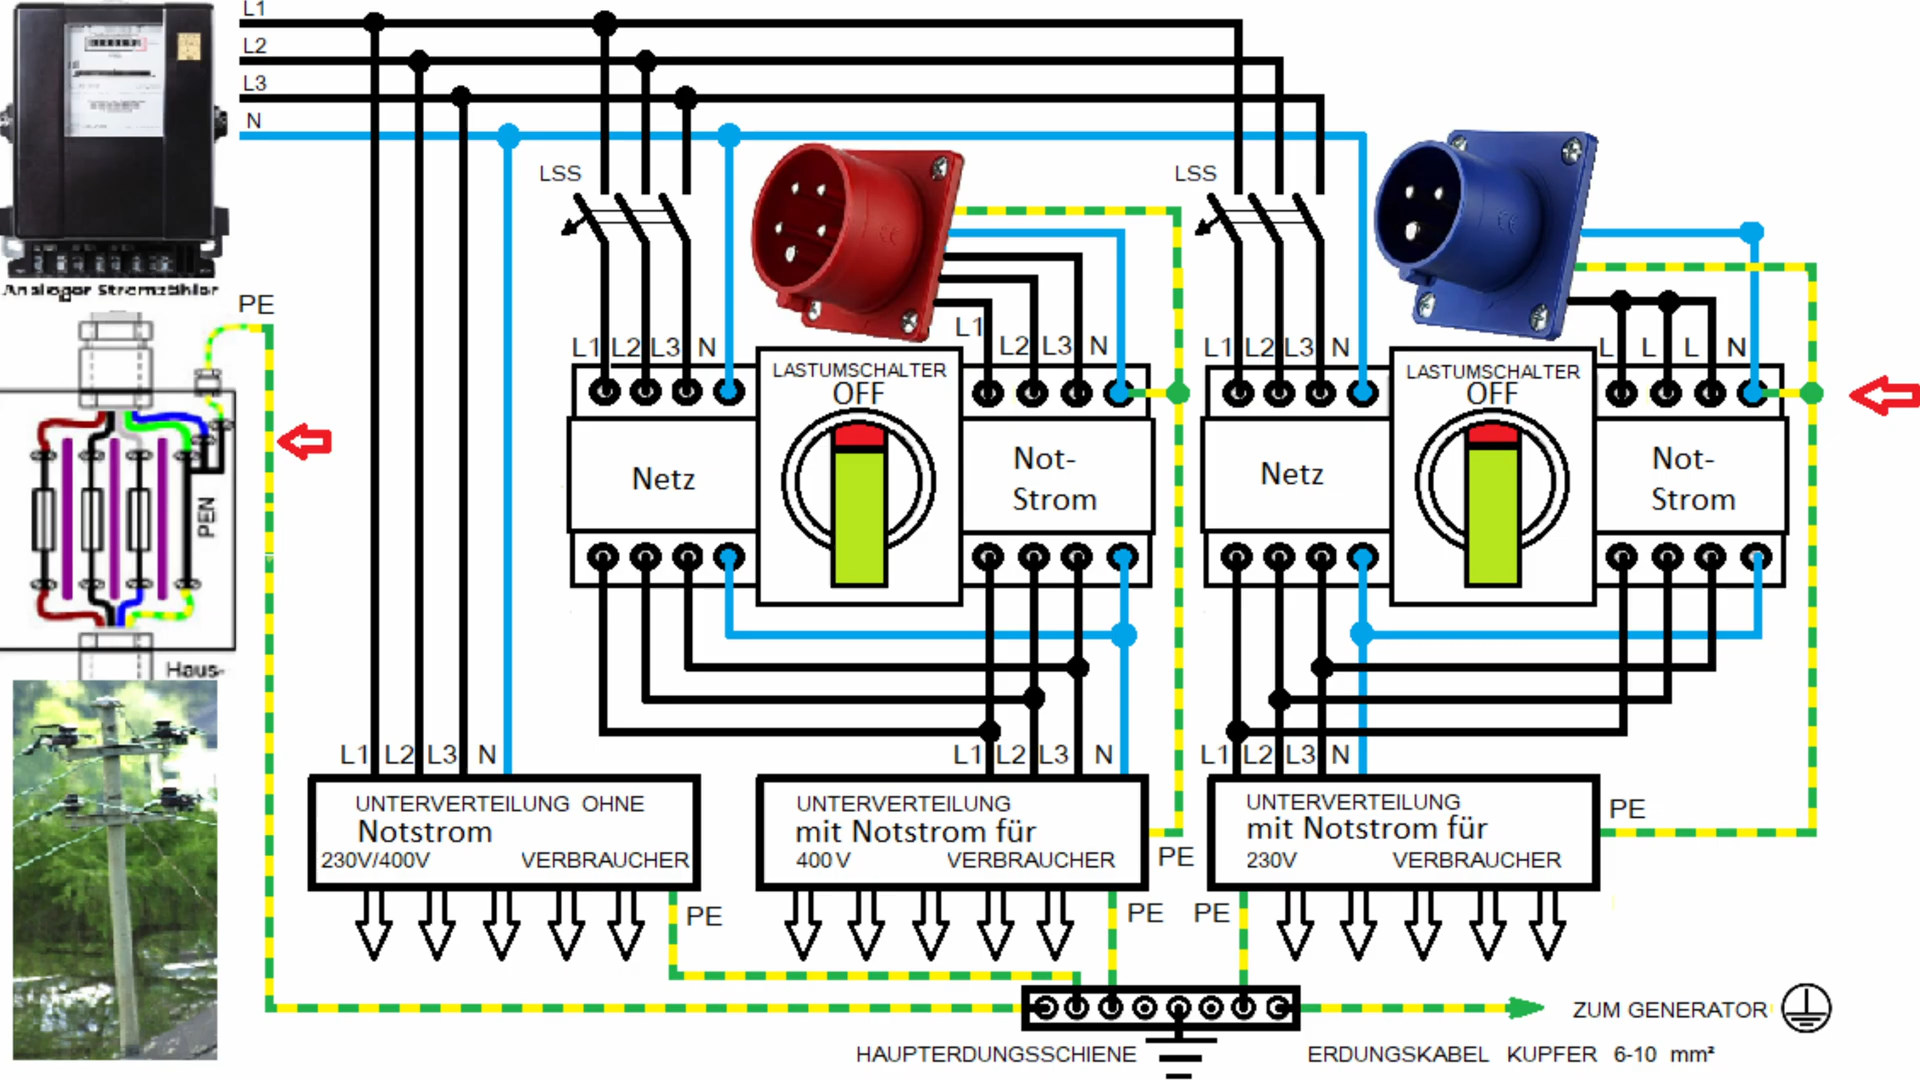 L1
L2
L3
N
Analoger Stromzähler
PE
PEN
Haus-
LSS
LSS
L1 L2 L3 N
L1 L2 L3 N
L1 L2 L3 N
L L L N
LASTUMSCHALTER
OFF
LASTUMSCHALTER
OFF
Netz
Not-
Strom
Netz
Not-
Strom
L1 L2 L3 N
L1 L2 L3 N
L1 L2 L3 N
UNTERVERTEILUNG OHNE
Notstrom
230V/400V VERBRAUCHER
UNTERVERTEILUNG
mit Notstrom für
400 V VERBRAUCHER
UNTERVERTEILUNG
mit Notstrom für
230V VERBRAUCHER
PE
PE
PE
PE
PE
ZUM GENERATOR
HAUPTERDUNGSSCHIENE
ERDUNGSKABEL KUPFER 6-10 mm²